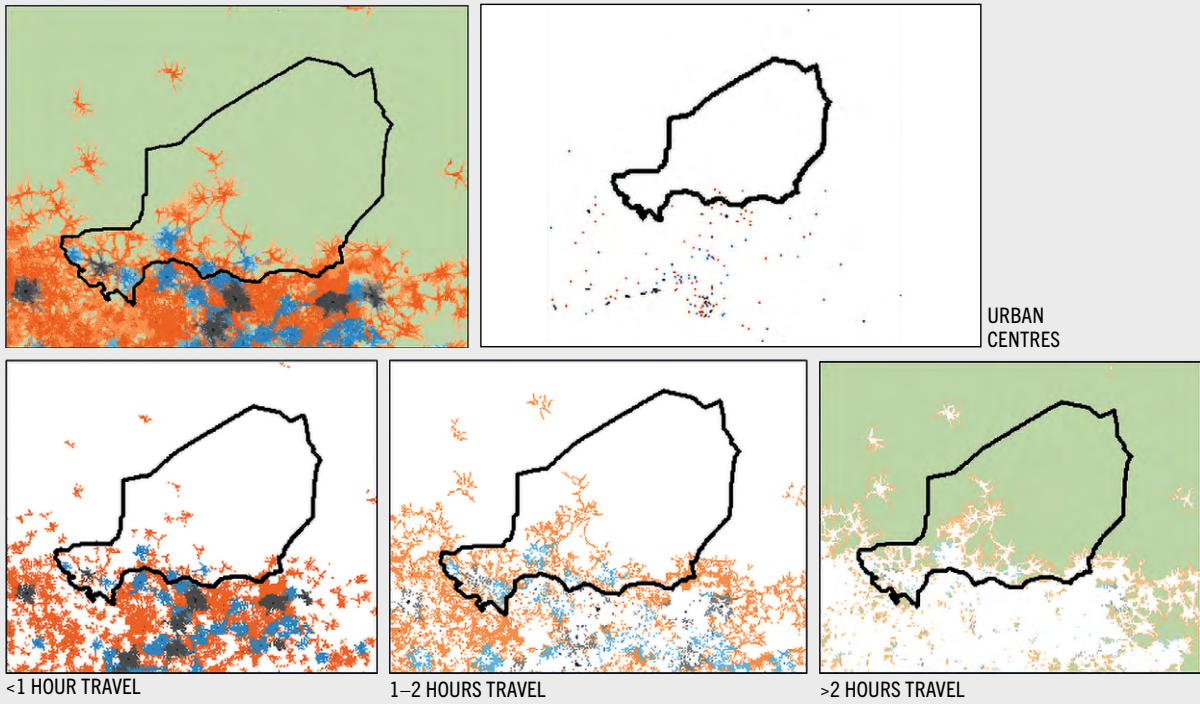 URBAN
CENTRES
<1 HOUR TRAVEL
1–2 HOURS TRAVEL
>2 HOURS TRAVEL